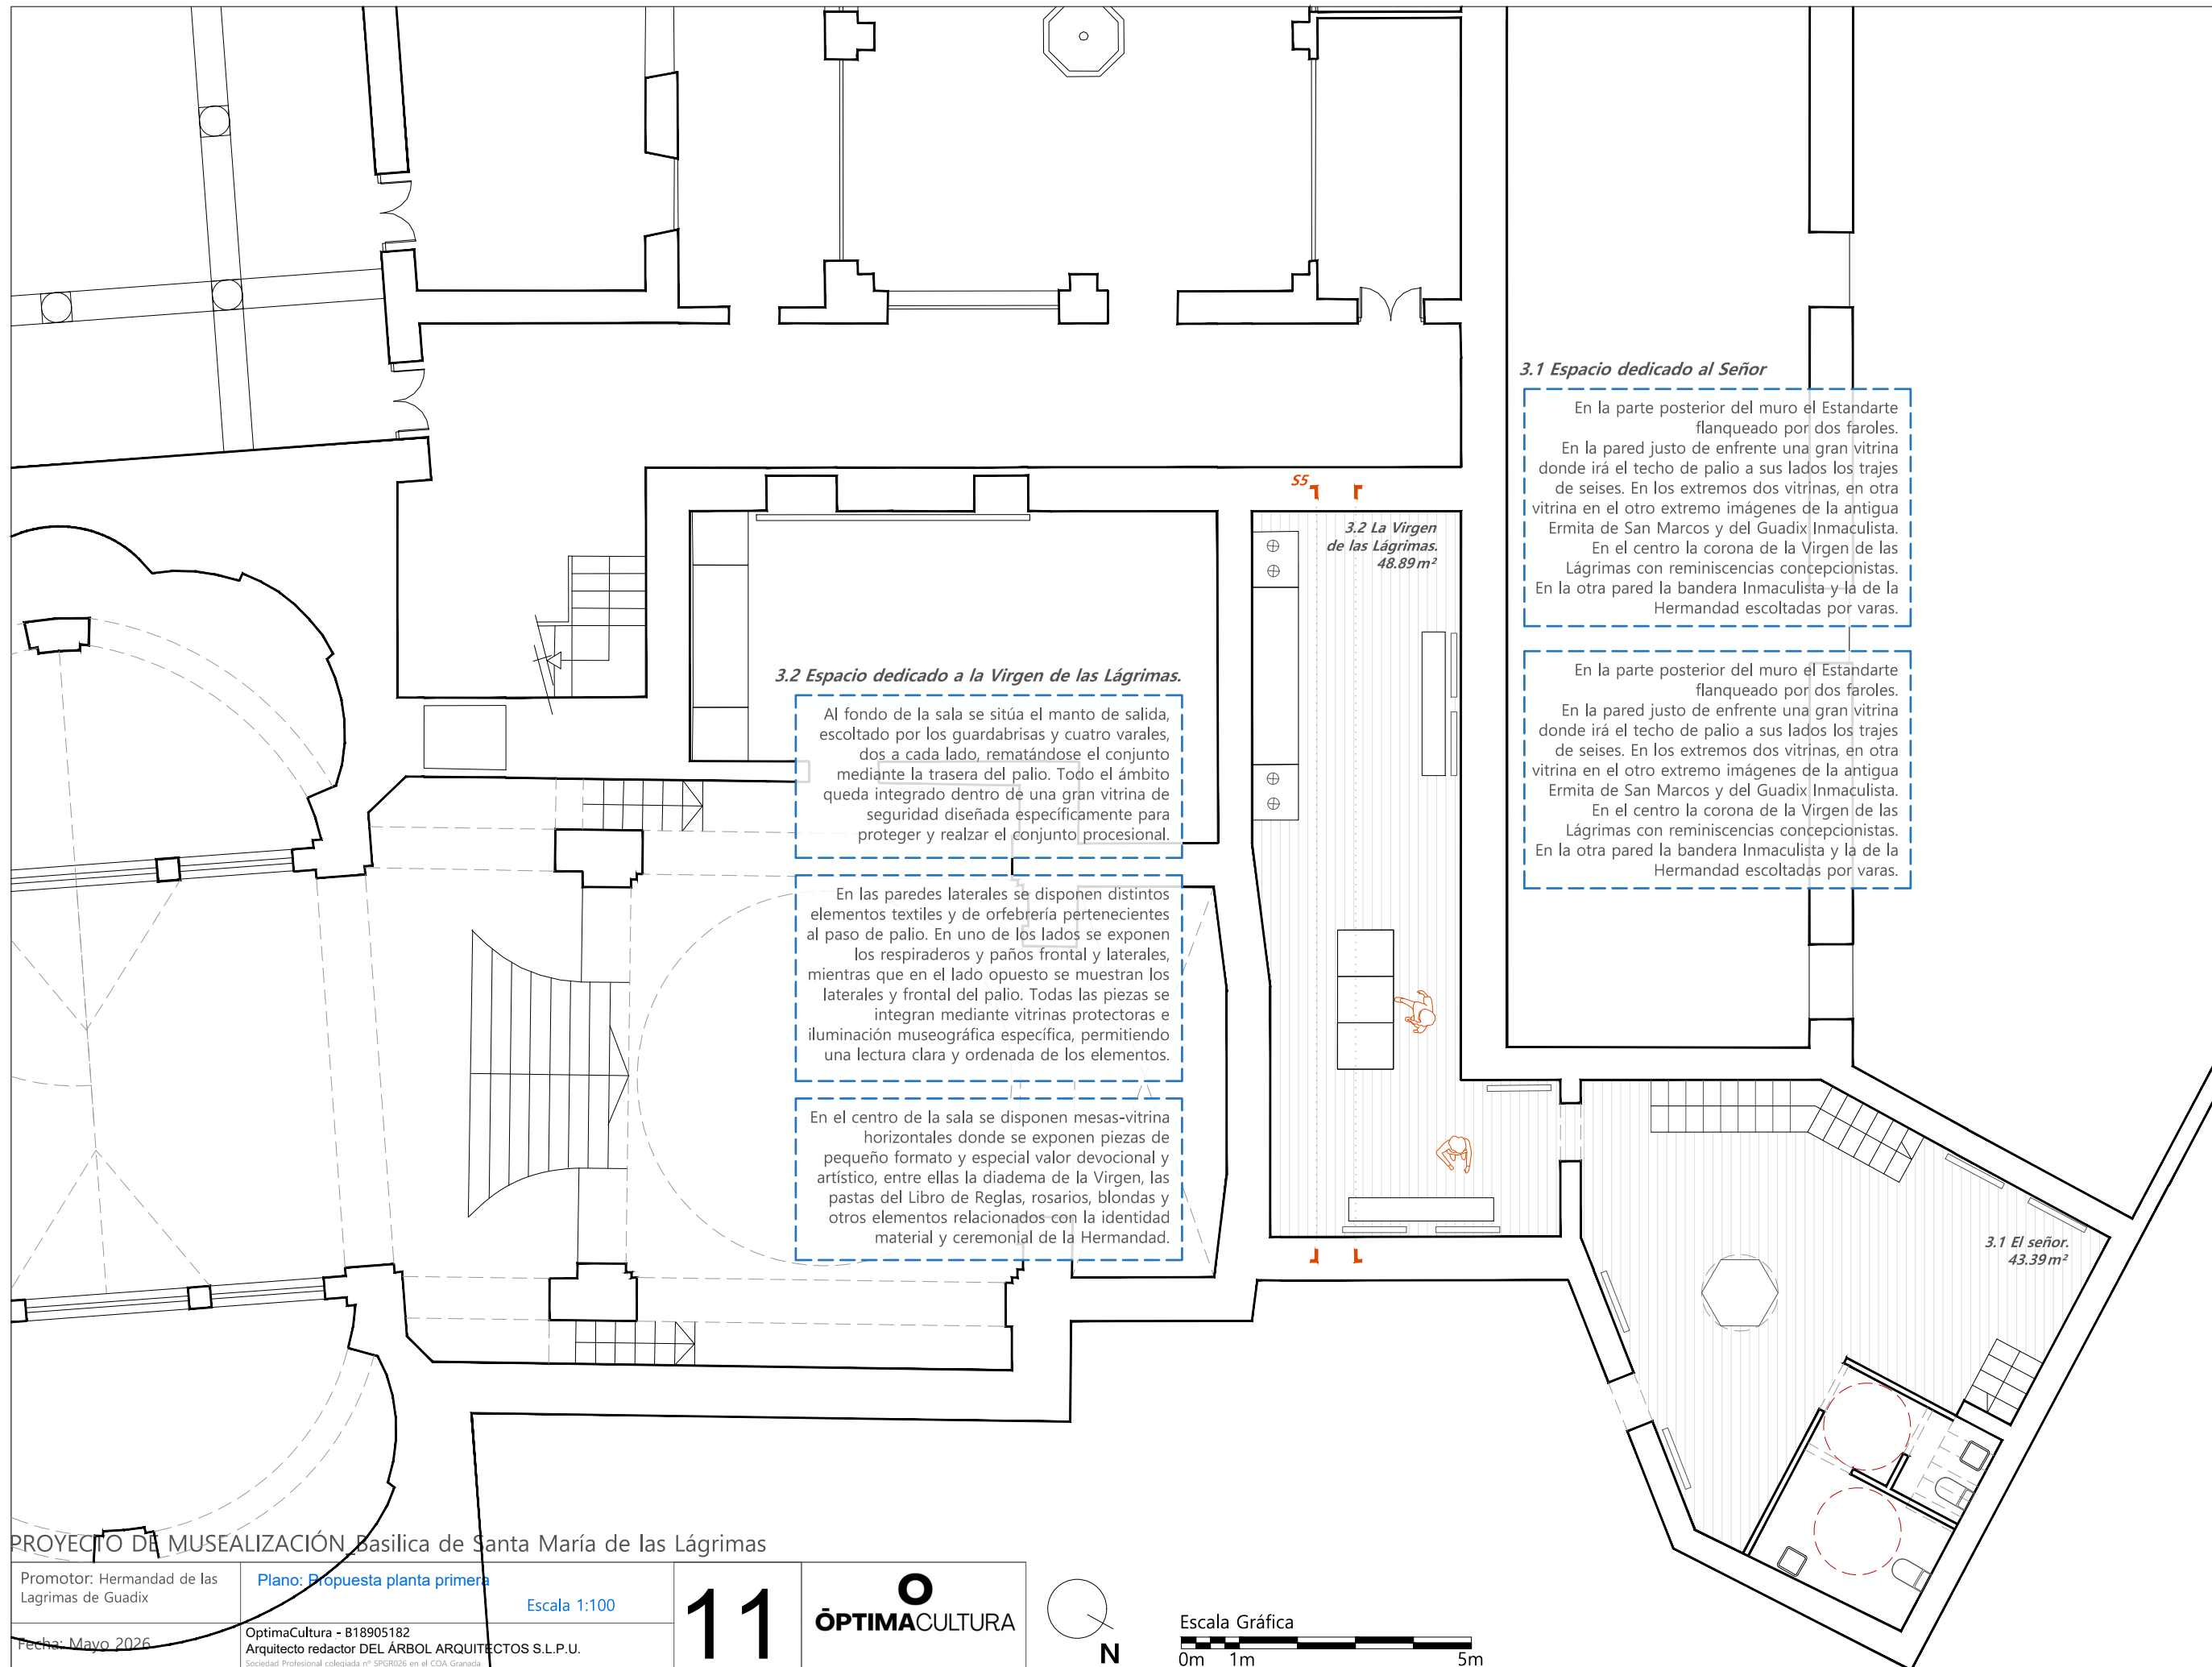 3.1 Espacio dedicado al Señor
En la parte posterior del muro el Estandarte
flanqueado por dos faroles.
En la pared justo de enfrente una gran vitrina
donde irá el techo de palio a sus lados los trajes
de seises. En los extremos dos vitrinas, en otra
vitrina en el otro extremo imágenes de la antigua
Ermita de San Marcos y del Guadix Inmaculista.
En el centro la corona de la Virgen de las
Lágrimas con reminiscencias concepcionistas.
En la otra pared la bandera Inmaculista y la de la
Hermandad escoltadas por varas.
En la parte posterior del muro el Estandarte
flanqueado por dos faroles.
En la pared justo de enfrente una gran vitrina
donde irá el techo de palio a sus lados los trajes
de seises. En los extremos dos vitrinas, en otra
vitrina en el otro extremo imágenes de la antigua
Ermita de San Marcos y del Guadix Inmaculista.
En el centro la corona de la Virgen de las
Lágrimas con reminiscencias concepcionistas.
En la otra pared la bandera Inmaculista y la de la
Hermandad escoltadas por varas.
S5
3.2 La Virgen
de las Lágrimas.
48.89 m²
3.2 Espacio dedicado a la Virgen de las Lágrimas.
Al fondo de la sala se sitúa el manto de salida,
escoltado por los guardabrisas y cuatro varales,
dos a cada lado, rematándose el conjunto
mediante la trasera del palio. Todo el ámbito
queda integrado dentro de una gran vitrina de
seguridad diseñada específicamente para
proteger y realzar el conjunto procesional.
En las paredes laterales se disponen distintos
elementos textiles y de orfebrería pertenecientes
al paso de palio. En uno de los lados se exponen
los respiraderos y paños frontal y laterales,
mientras que en el lado opuesto se muestran los
laterales y frontal del palio. Todas las piezas se
integran mediante vitrinas protectoras e
iluminación museográfica específica, permitiendo
una lectura clara y ordenada de los elementos.
En el centro de la sala se disponen mesas-vitrina
horizontales donde se exponen piezas de
pequeño formato y especial valor devocional y
artístico, entre ellas la diadema de la Virgen, las
pastas del Libro de Reglas, rosarios, blondas y
otros elementos relacionados con la identidad
material y ceremonial de la Hermandad.
3.1 El señor.
43.39 m²
PROYECTO DE MUSEALIZACIÓN_Basilica de Santa María de las Lágrimas
Promotor: Hermandad de las
Lagrimas de Guadix
Fecha: Mayo 2026
Plano: Propuesta planta primera
Escala 1:100
OptimaCultura - B18905182
Arquitecto redactor DEL ÁRBOL ARQUITECTOS S.L.P.U.
Sociedad Profesional colegiada nº SPGR026 en el COA Granada
11
ŌPTIMACULTURA
N
Escala Gráfica
0m 1m 5m